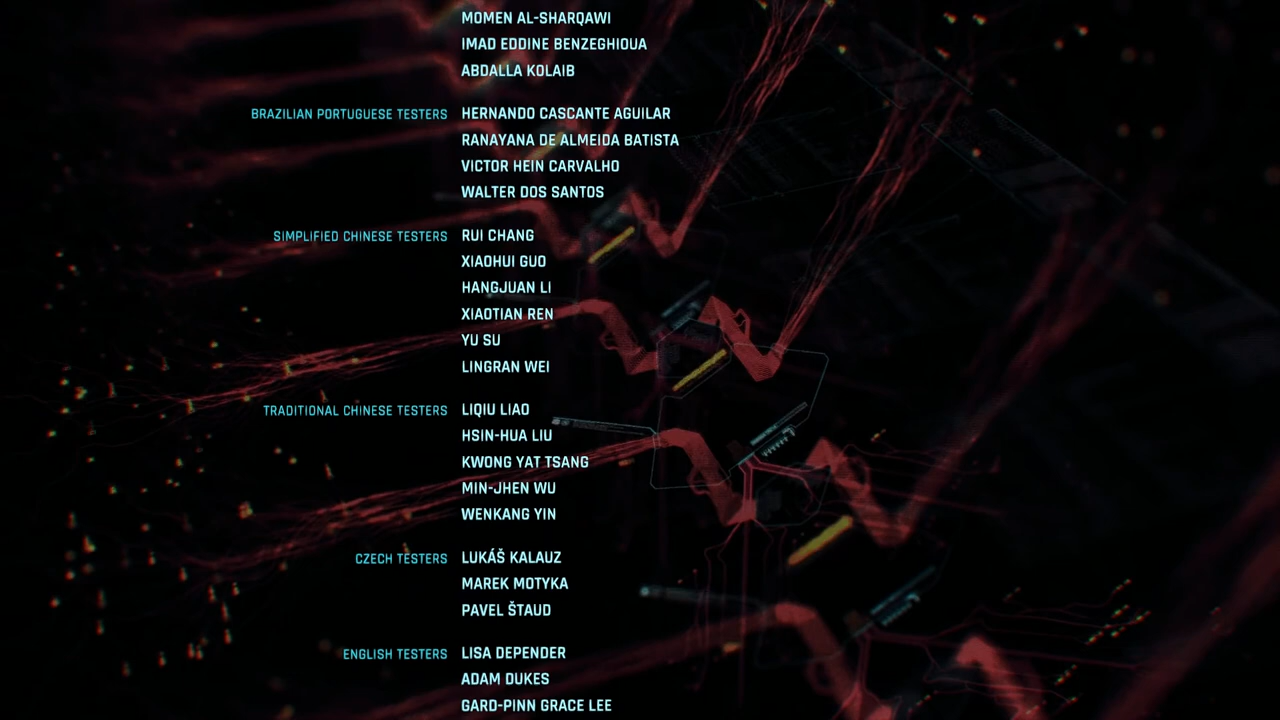 MOMEN AL-SHARQAWI
IMAD EDDINE BENZEGHIOUA
ABDALLA KOLAIB
BRAZILIAN PORTUGUESE TESTERS HERNANDO CASCANTE AGUILAR
RANAYANA DE ALMEIDA BATISTA
VICTOR HEIN CARVALHO
WALTER DOS SANTOS
SIMPLIFIED CHINESE TESTERS RUI CHANG
XIAOHUI GUO
HANGJUAN LI
XIAOTIAN REN
YU SU
LINGRAN WEI
TRADITIONAL CHINESE TESTERS LIQIU LIAO
HSIN-HUA LIU
KWONG YAT TSANG
MIN-JHEN WU
WENKANG YIN
CZECH TESTERS LUKÁŠ KALAUZ
MAREK MOTYKA
PAVEL ŠTAUD
ENGLISH TESTERS LISA DEPENDER
ADAM DUKES
GARD-PINN GRACE LEE